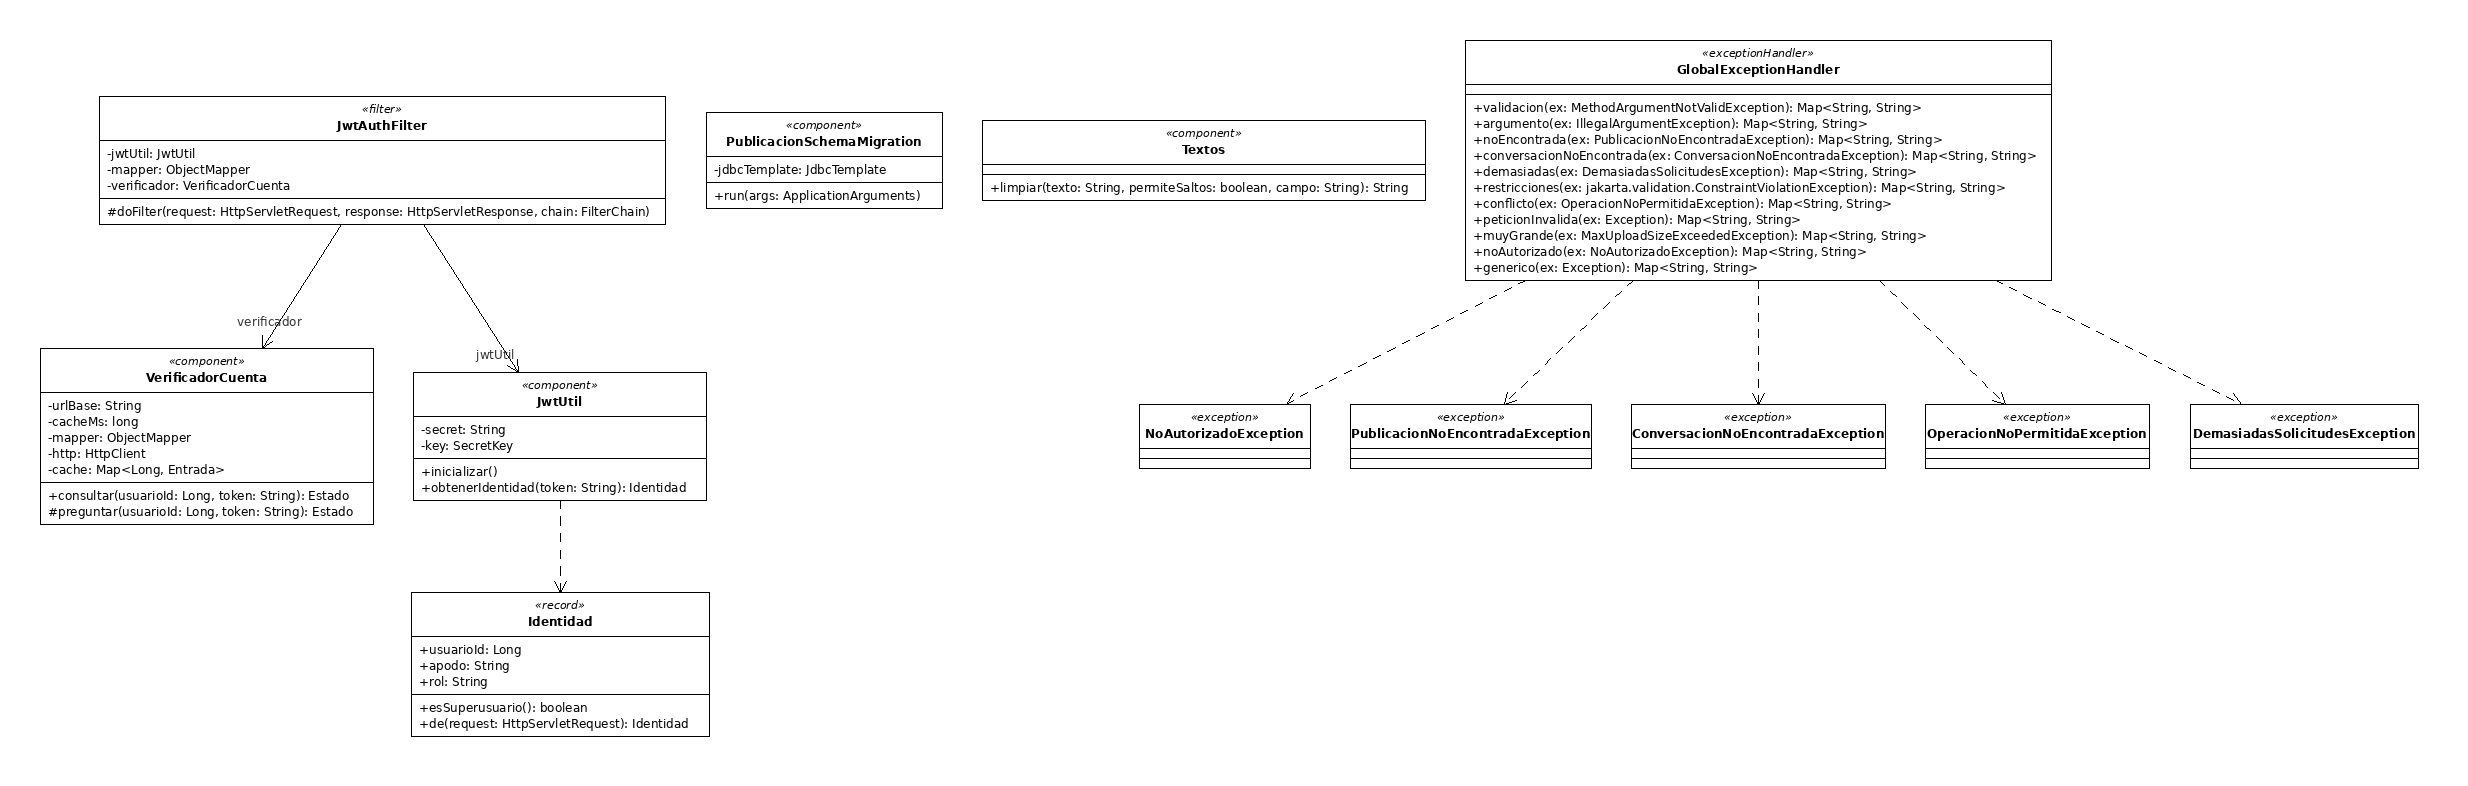 «filter»
JwtAuthFilter
-jwtUtil: JwtUtil
-mapper: ObjectMapper
-verificador: VerificadorCuenta
#doFilter(request: HttpServletRequest, response: HttpServletResponse, chain: FilterChain)
«component»
PublicacionSchemaMigration
-jdbcTemplate: JdbcTemplate
+run(args: ApplicationArguments)
«component»
Textos
+limpiar(texto: String, permiteSaltos: boolean, campo: String): String
«exceptionHandler»
GlobalExceptionHandler
+validacion(ex: MethodArgumentNotValidException): Map<String, String>
+argumento(ex: IllegalArgumentException): Map<String, String>
+noEncontrada(ex: PublicacionNoEncontradaException): Map<String, String>
+conversacionNoEncontrada(ex: ConversacionNoEncontradaException): Map<String, String>
+demasiadas(ex: DemasiadasSolicitudesException): Map<String, String>
+restricciones(ex: jakarta.validation.ConstraintViolationException): Map<String, String>
+conflicto(ex: OperacionNoPermitidaException): Map<String, String>
+peticionInvalida(ex: Exception): Map<String, String>
+muyGrande(ex: MaxUploadSizeExceededException): Map<String, String>
+noAutorizado(ex: NoAutorizadoException): Map<String, String>
+generico(ex: Exception): Map<String, String>
verificador
jwtUtil
«component»
VerificadorCuenta
-urlBase: String
-cacheMs: long
-mapper: ObjectMapper
-http: HttpClient
-cache: Map<Long, Entrada>
+consultar(usuarioId: Long, token: String): Estado
#preguntar(usuarioId: Long, token: String): Estado
«component»
JwtUtil
-secret: String
-key: SecretKey
+inicializar()
+obtenerIdentidad(token: String): Identidad
«exception»
NoAutorizadoException
«exception»
PublicacionNoEncontradaException
«exception»
ConversacionNoEncontradaException
«exception»
OperacionNoPermitidaException
«exception»
DemasiadasSolicitudesException
«record»
Identidad
+usuarioId: Long
+apodo: String
+rol: String
+esSuperusuario(): boolean
+de(request: HttpServletRequest): Identidad